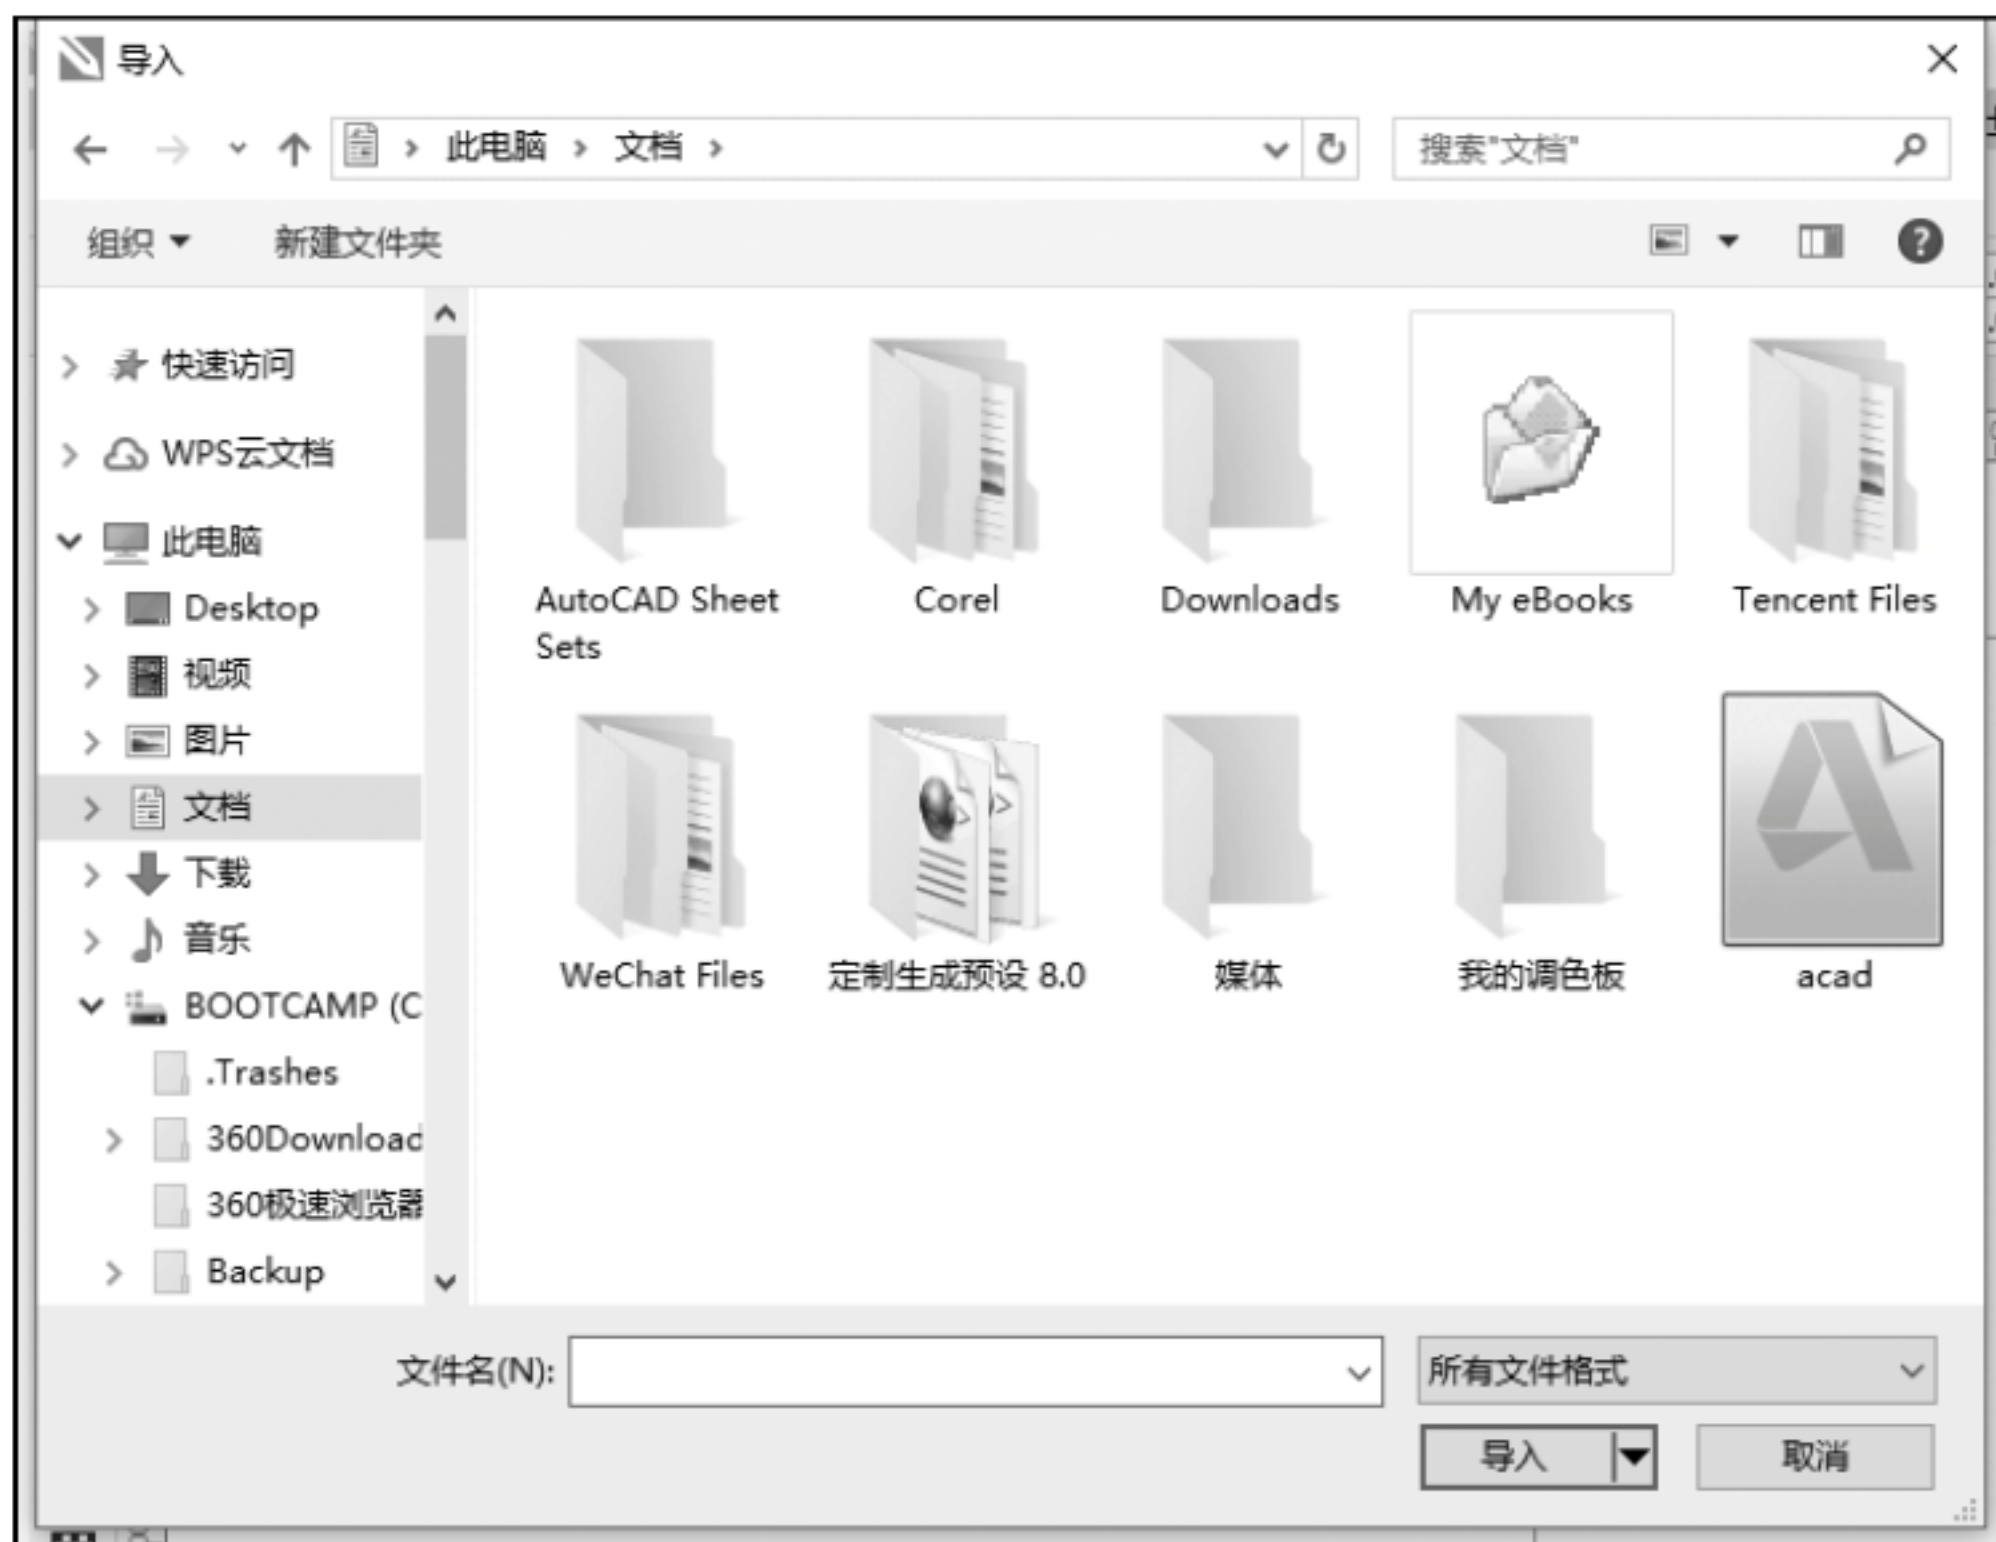 导入
此电脑 文档
搜索"文档"
组织 新建文件夹
快速访问
WPS云文档
此电脑
Desktop
视频
图片
文档
下载
音乐
BOOTCAMP (C
.Trashes
360Download
360极速浏览器
Backup
AutoCAD Sheet
Sets
Corel
Downloads
My eBooks
Tencent Files
WeChat Files
定制生成预设 8.0
媒体
我的调色板
acad
文件名(N):
所有文件格式
导入
取消